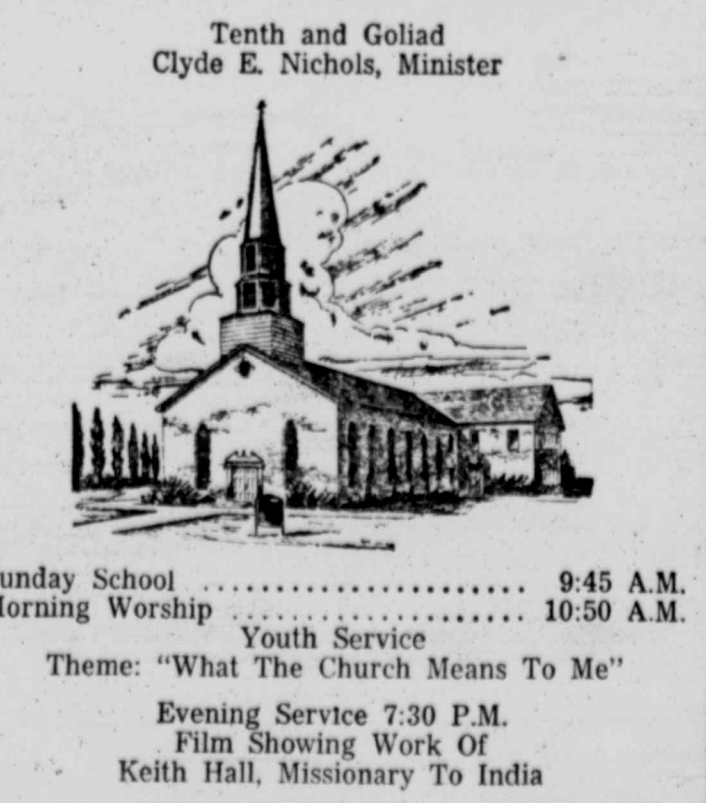 Tenth and Goliad
Clyde E. Nichols, Minister
unday School ........................ 9:45 A.M.
orning Worship ..................... 10:50 A.M.
Youth Service
Theme: "What The Church Means To Me"
Evening Service 7:30 P.M.
Film Showing Work Of
Keith Hall, Missionary To India